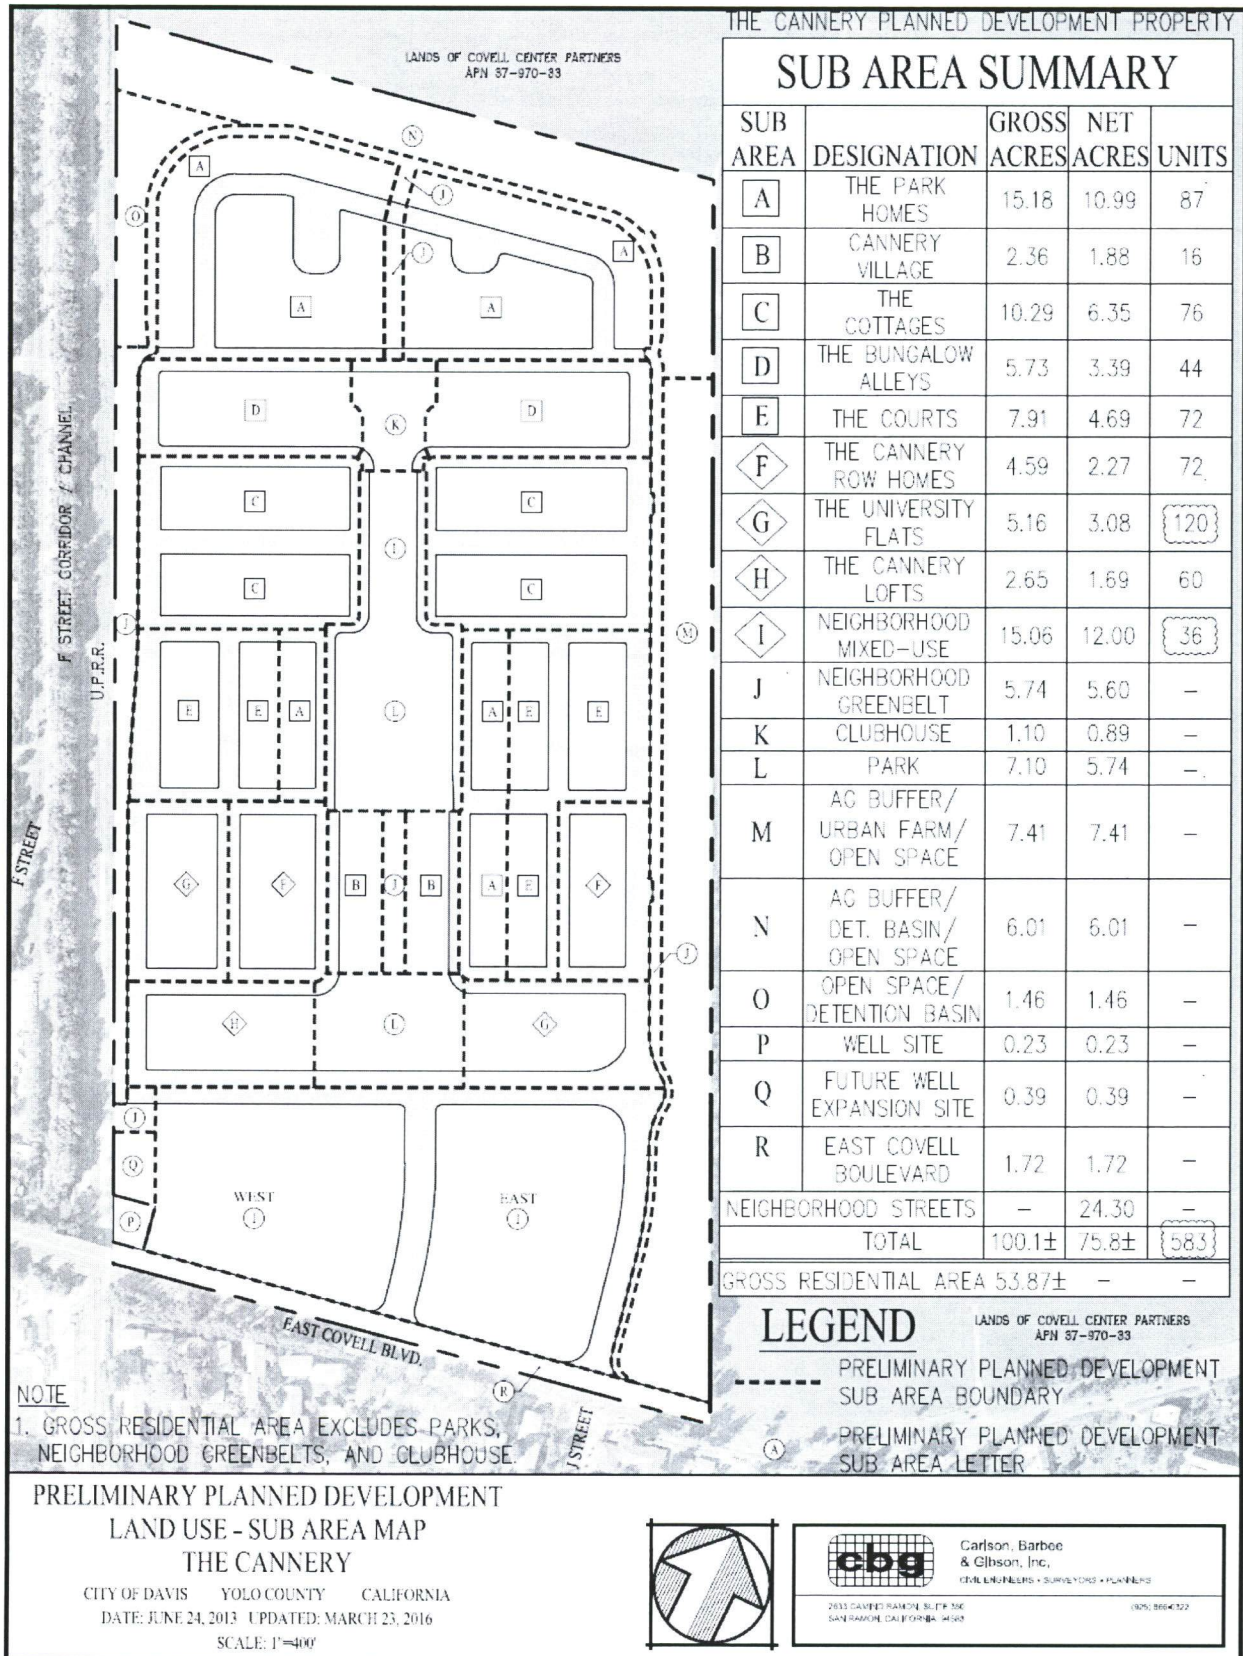 THE CANNERY PLANNED DEVELOPMENT PROPERTY
SUB AREA SUMMARY
SUB AREA DESIGNATION GROSS ACRES NET ACRES UNITS
A THE PARK HOMES 15.18 10.99 87
B CANNERY VILLAGE 2.36 1.88 16
C THE COTTAGES 10.29 6.35 76
D THE BUNGALOW ALLEYS 5.73 3.39 44
E THE COURTS 7.91 4.69 72
F THE CANNERY ROW HOMES 4.59 2.27 72
G THE UNIVERSITY FLATS 5.16 3.08 120
H THE CANNERY LOFTS 2.65 1.69 60
I NEIGHBORHOOD MIXED-USE 15.06 12.00 36
J NEIGHBORHOOD GREENBELT 5.74 5.60 -
K CLUBHOUSE 1.10 0.89 -
L PARK 7.10 5.74 -
M AG BUFFER/ URBAN FARM/ OPEN SPACE 7.41 7.41 -
N AG BUFFER/ DET. BASIN/ OPEN SPACE 6.01 6.01 -
O OPEN SPACE/ DETENTION BASIN 1.46 1.46 -
P WELL SITE 0.23 0.23 -
Q FUTURE WELL EXPANSION SITE 0.39 0.39 -
R EAST COVELL BOULEVARD 1.72 1.72 -
NEIGHBORHOOD STREETS - 24.30 -
TOTAL 100.1± 75.8± 583
GROSS RESIDENTIAL AREA 53.87± - -
LANDS OF COVELL CENTER PARTNERS
APN 37-970-33
N
A
J
O
A
J
A A
D D
K
C C
I
C C
J
M
E E A L A E E
G F B J B A E F
J
H L G
J
Q
P
WEST
I
EAST
I
R
F STREET CORRIDOR / CHANNEL
U.P.R.R.
F STREET
EAST COVELL BLVD.
J STREET
LEGEND
LANDS OF COVELL CENTER PARTNERS
APN 37-970-33
PRELIMINARY PLANNED DEVELOPMENT
SUB AREA BOUNDARY
A PRELIMINARY PLANNED DEVELOPMENT
SUB AREA LETTER
NOTE
1. GROSS RESIDENTIAL AREA EXCLUDES PARKS,
NEIGHBORHOOD GREENBELTS, AND CLUBHOUSE.
PRELIMINARY PLANNED DEVELOPMENT
LAND USE - SUB AREA MAP
THE CANNERY
CITY OF DAVIS YOLO COUNTY CALIFORNIA
DATE: JUNE 24, 2013 UPDATED: MARCH 23, 2016
SCALE: 1"=400'
cbg
Carlson, Barbee
& Gibson, Inc.
CIVIL ENGINEERS • SURVEYORS • PLANNERS
2633 CAMINO RAMON, SUITE 350
SAN RAMON, CALIFORNIA 94583
(925) 866-0322